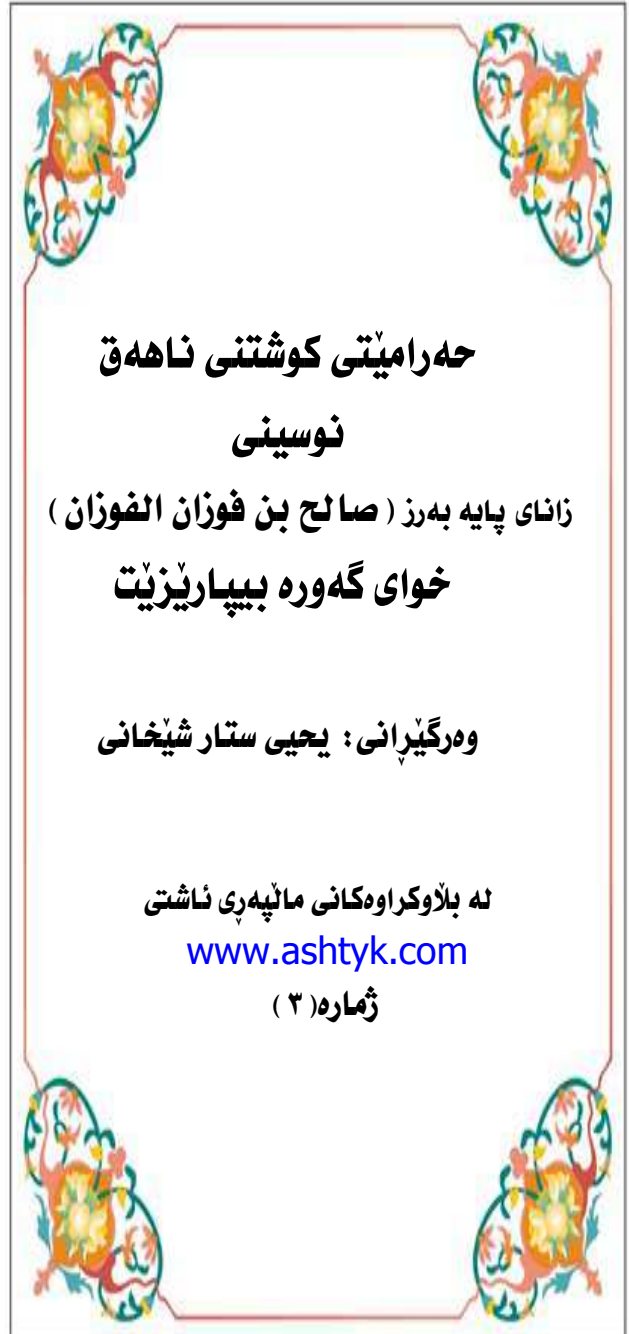 حەرامێتی کوشتنی ناهەق
نوسینی
زانای پایە بەرز ( صالح بن فوزان الفوزان )
خوای گەورە بیپارێزێت
وەرگێڕانی : یحیی ستار شێخانی
لە بڵاوکراوەکانی ماڵپەڕی ئاشتی
www.ashtyk.com
ژمارە( ٣ )